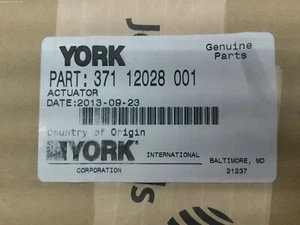 YORK Genuine Parts
PART: 371 12028 001
ACTUATOR
DATE:2013-09-23
Country of Origin
YORK INTERNATIONAL
CORPORATION
BALTIMORE, MD
21237